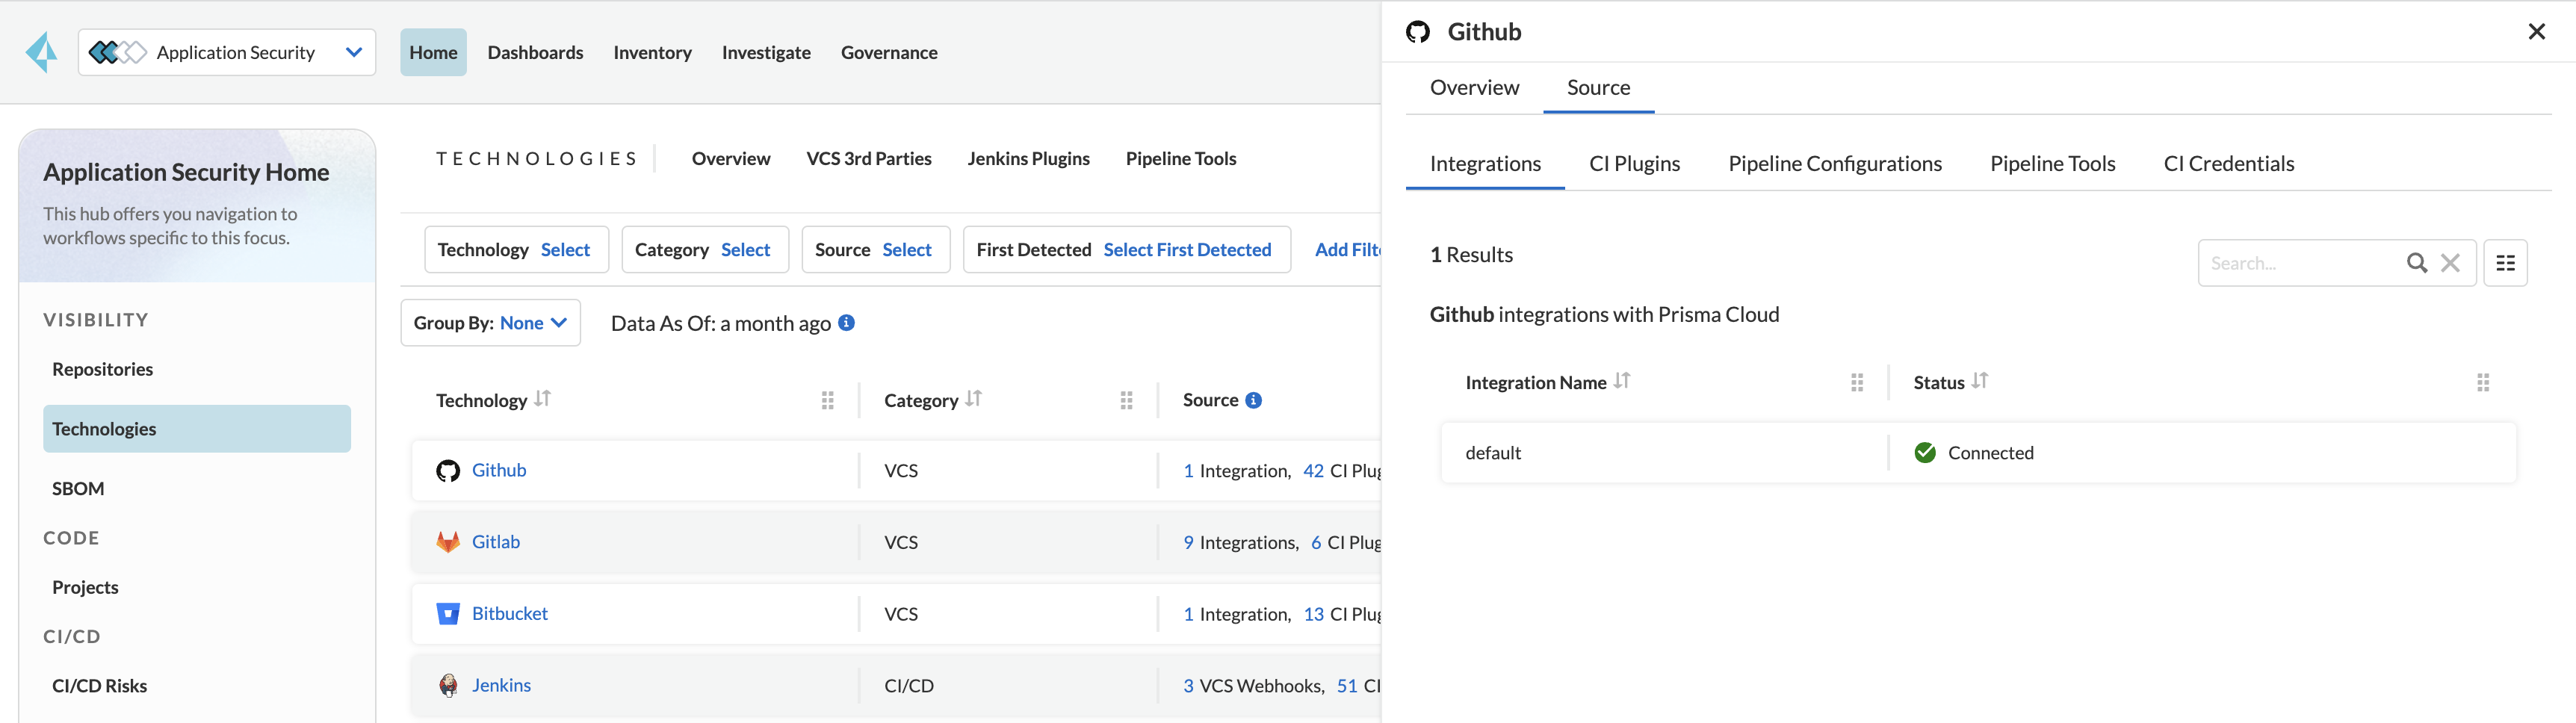 Application Security
Home Dashboards Inventory Investigate Governance
Application Security Home
This hub offers you navigation to
workflows specific to this focus.
VISIBILITY
Repositories
Technologies
SBOM
CODE
Projects
CI/CD
CI/CD Risks
TECHNOLOGIES Overview VCS 3rd Parties Jenkins Plugins Pipeline Tools
Technology Select Category Select Source Select First Detected Select First Detected Add Filte
Group By: None Data As Of: a month ago
Technology Category Source
Github VCS 1 Integration, 42 CI Plug
Gitlab VCS 9 Integrations, 6 CI Plug
Bitbucket VCS 1 Integration, 13 CI Plug
Jenkins CI/CD 3 VCS Webhooks, 51 CI
Github
Overview Source
Integrations CI Plugins Pipeline Configurations Pipeline Tools CI Credentials
1 Results
Search...
Github integrations with Prisma Cloud
Integration Name Status
default Connected